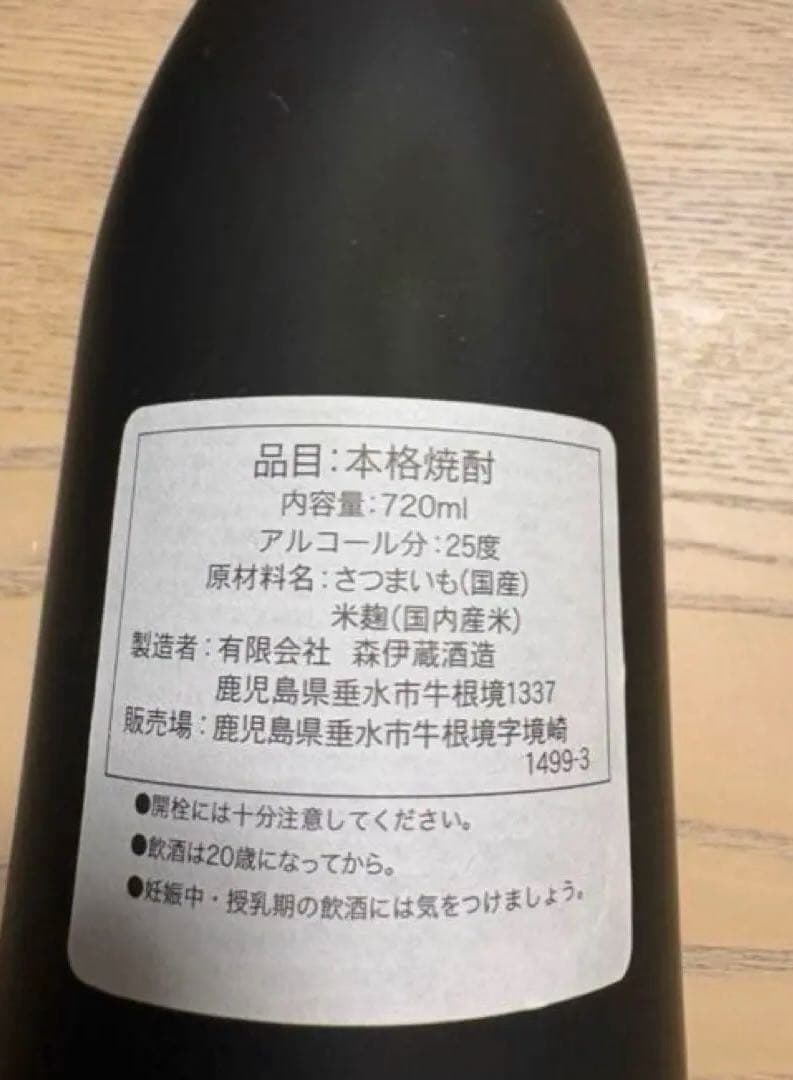 品目：本格焼酎
内容量：720ml
アルコール分：25度
原材料名：さつまいも(国産)
米麹(国内産米)
製造者：有限会社 森伊蔵酒造
鹿児島県垂水市牛根境1337
販売場：鹿児島県垂水市牛根境字境崎
1499-3
●開栓には十分注意してください。
●飲酒は20歳になってから。
●妊娠中・授乳期の飲酒には気をつけましょう。